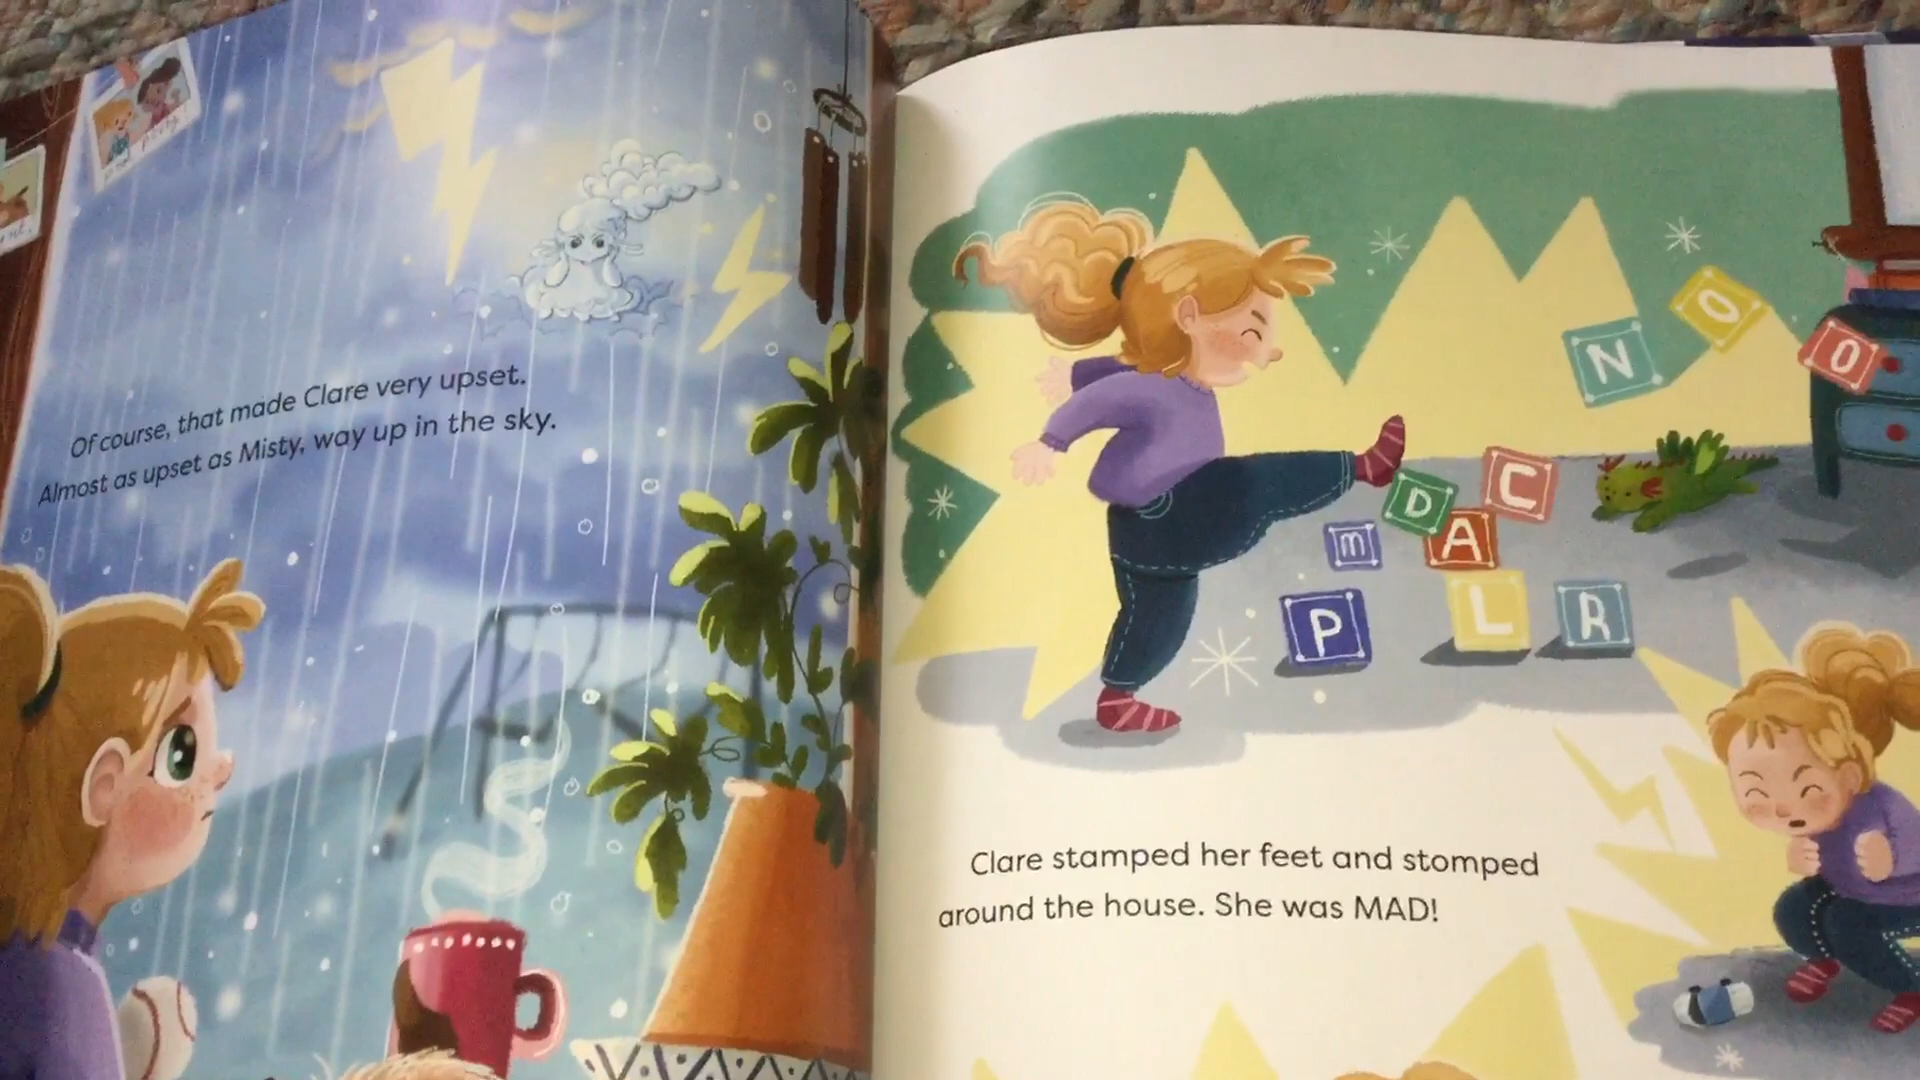 Of course, that made Clare very upset.
Almost as upset as Misty, way up in the sky.
N
O
O
D
C
m
A
P
L
R
Clare stamped her feet and stomped
around the house. She was MAD!